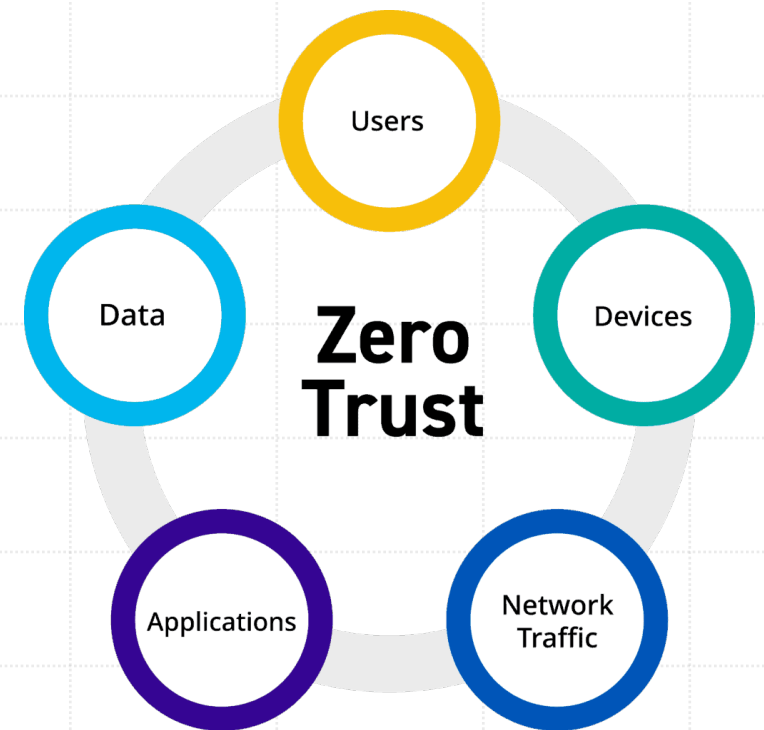 Users
Data
Devices
Zero
Trust
Applications
Network
Traffic